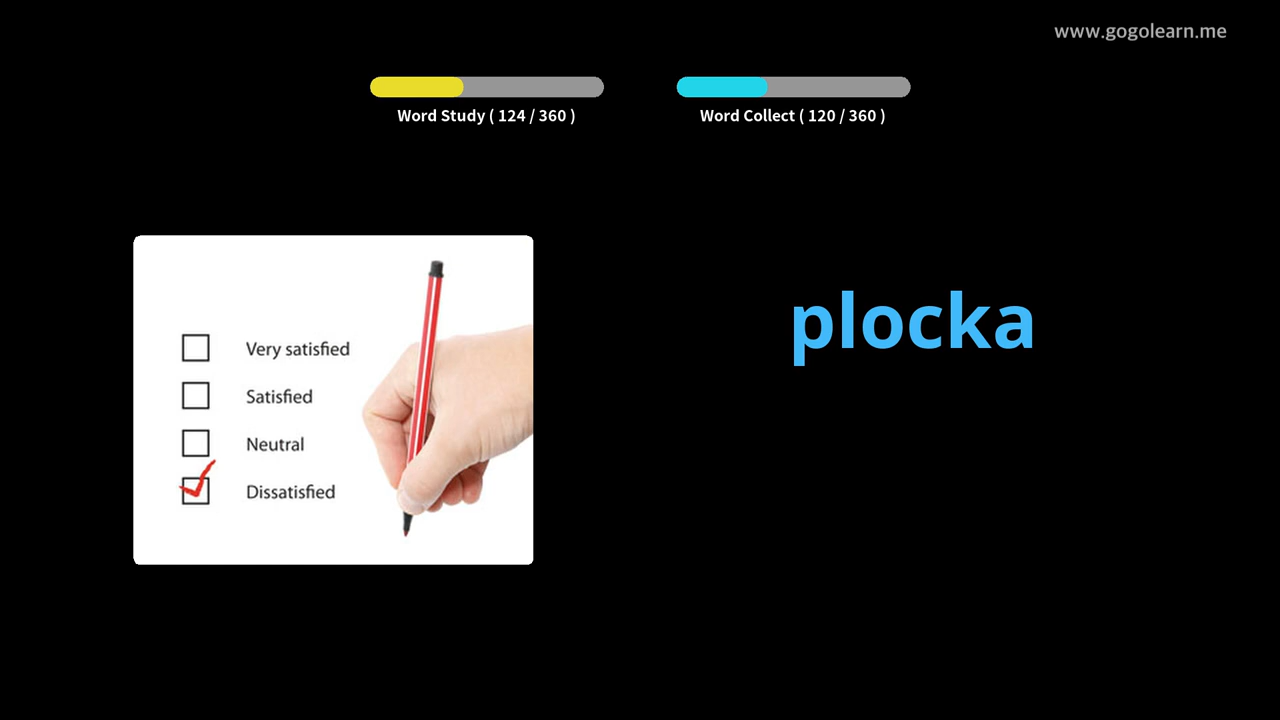 www.gogolearn.me
Word Study ( 124 / 360 )
Word Collect ( 120 / 360 )
plocka
Very satisfied
Satisfied
Neutral
Dissatisfied